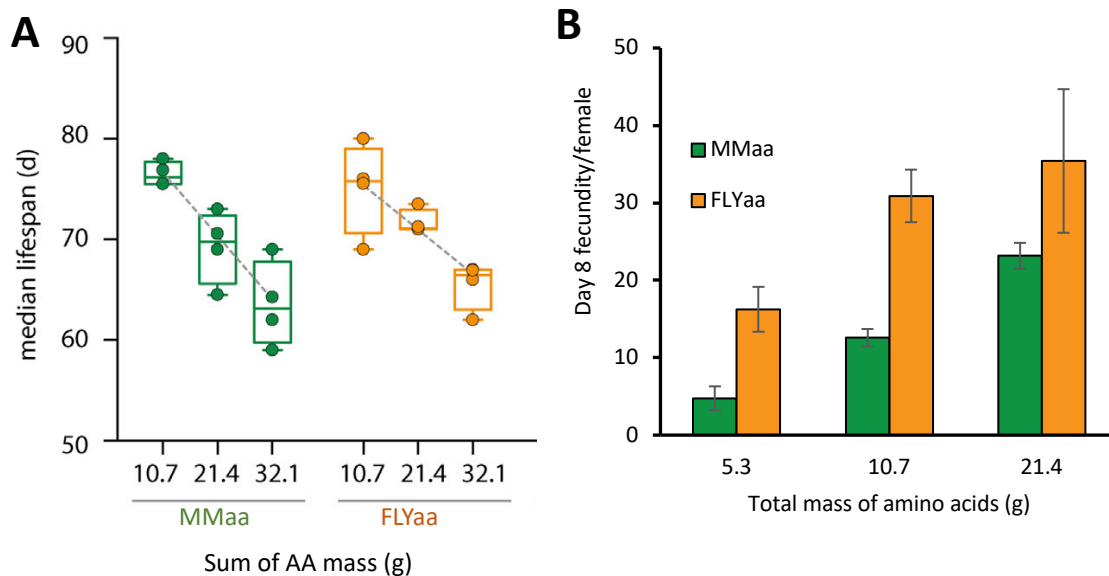 A
median lifespan (d)
90
80
70
60
50
10.7 21.4 32.1 10.7 21.4 32.1
MMaa FLYaa
Sum of AA mass (g)
B
Day 8 fecundity/female
50
40
30
20
10
0
MMaa
FLYaa
5.3 10.7 21.4
Total mass of amino acids (g)